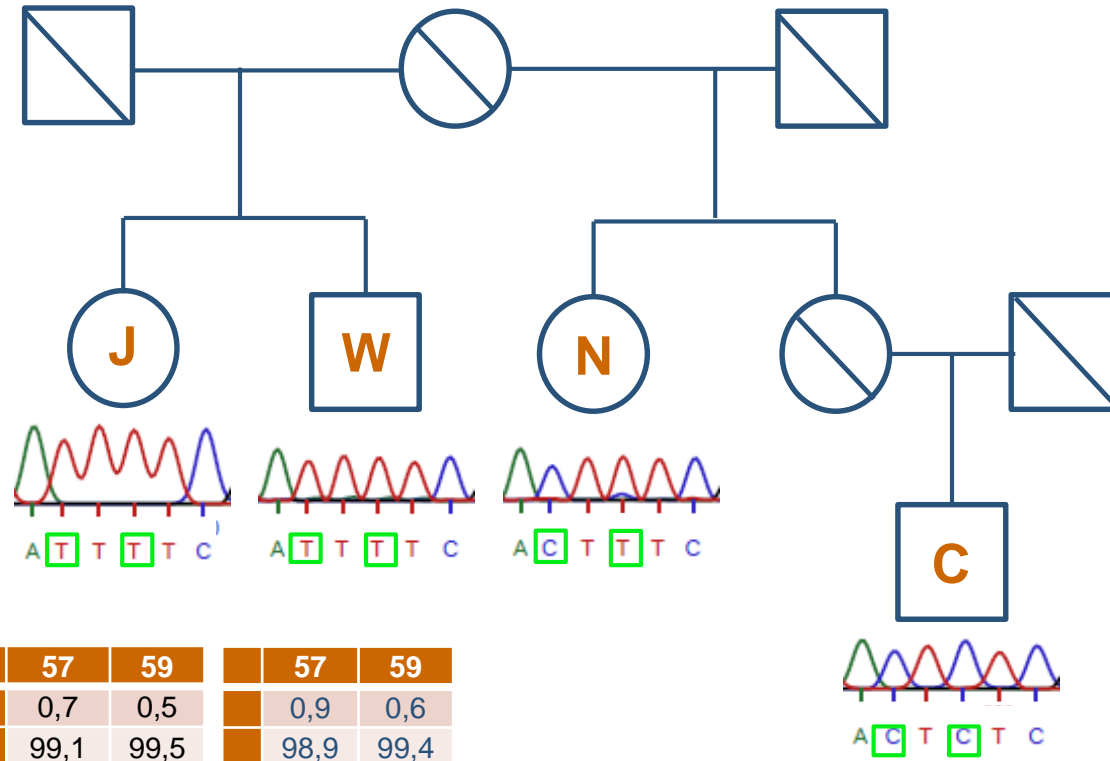 J W N
A T T T T C
A T T T T C
A C T T T C
C
A C T C T C
57 59
0,7 0,5
99,1 99,5
57 59
0,9 0,6
98,9 99,4